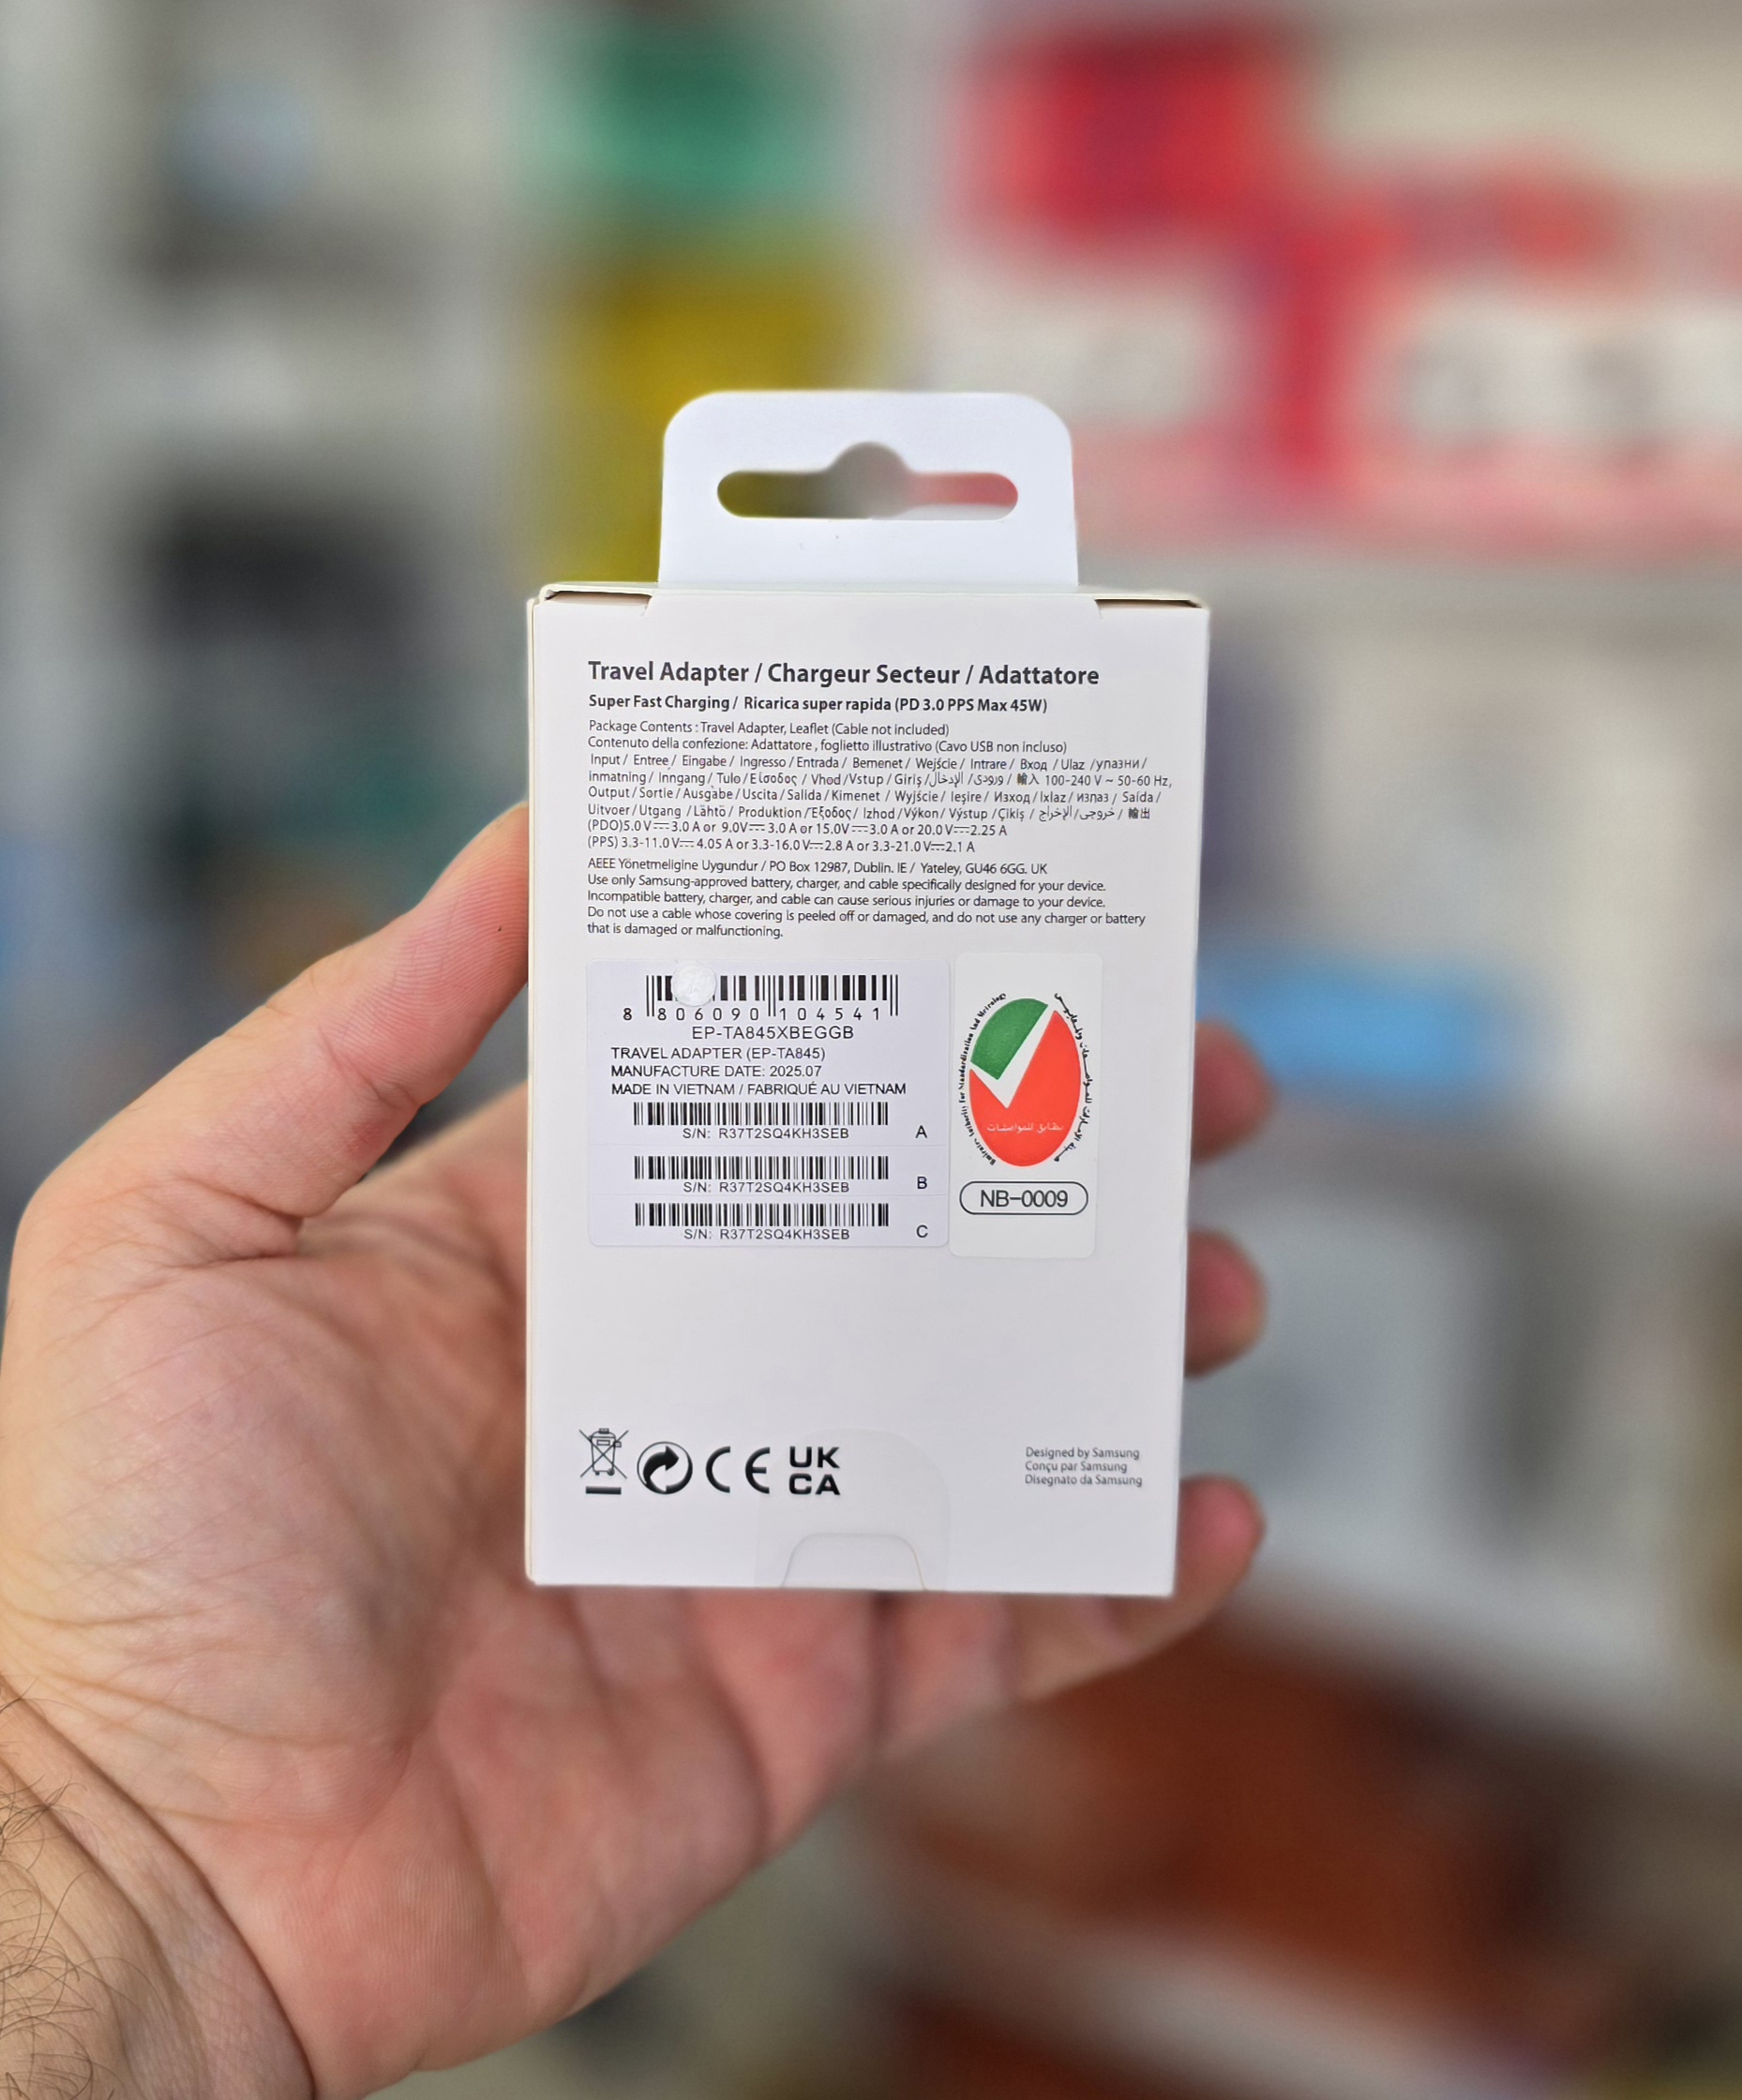 Travel Adapter / Chargeur Secteur / Adattatore
Super Fast Charging / Ricarica super rapida (PD 3.0 PPS Max 45W)
Package Contents : Travel Adapter, Leaflet (Cable not included)
Contenuto della confezione: Adattatore , foglietto illustrativo (Cavo USB non incluso)
Input / Entree / Eingabe / Ingresso / Entrada / Bemenet / Wejście / Intrare / Вход / Ulaz /упазни /
inmatning / Inngang / Tulo / Είσοδος / Vhod /Vstup / Giriş /الإدخال /ورودی / 輸入 100-240 V ~ 50-60 Hz,
Output / Sortie / Ausgabe / Uscita / Salida / Kimenet / Wyjście / Ieşire / Изход / Ixlaz / изпаз / Saída /
Uitvoer / Utgang / Lähtö / Produktion /Έξοδος/ Izhod /Výkon/ Výstup /Çikiş / الإخراج /خروجی / 輸出
(PDO)5.0 V⎓3.0 A or 9.0V⎓3.0 A or 15.0V⎓3.0 A or 20.0 V⎓2.25 A
(PPS) 3.3-11.0 V⎓4.05 A or 3.3-16.0V⎓2.8 A or 3.3-21.0 V⎓2.1 A
AEEE Yönetmeligine Uygundur / PO Box 12987, Dublin. IE / Yateley, GU46 6GG. UK
Use only Samsung-approved battery, charger, and cable specifically designed for your device.
Incompatible battery, charger, and cable can cause serious injuries or damage to your device.
Do not use a cable whose covering is peeled off or damaged, and do not use any charger or battery
that is damaged or malfunctioning.
8 806090 104541
EP-TA845XBEGGB
TRAVEL ADAPTER (EP-TA845)
MANUFACTURE DATE: 2025.07
MADE IN VIETNAM / FABRIQUÉ AU VIETNAM
S/N: R37T2SQ4KH3SEB A
S/N: R37T2SQ4KH3SEB B
S/N: R37T2SQ4KH3SEB C
مطابق للمواصفات
NB-0009
CE
UK
CA
Designed by Samsung
Conçu par Samsung
Disegnato da Samsung